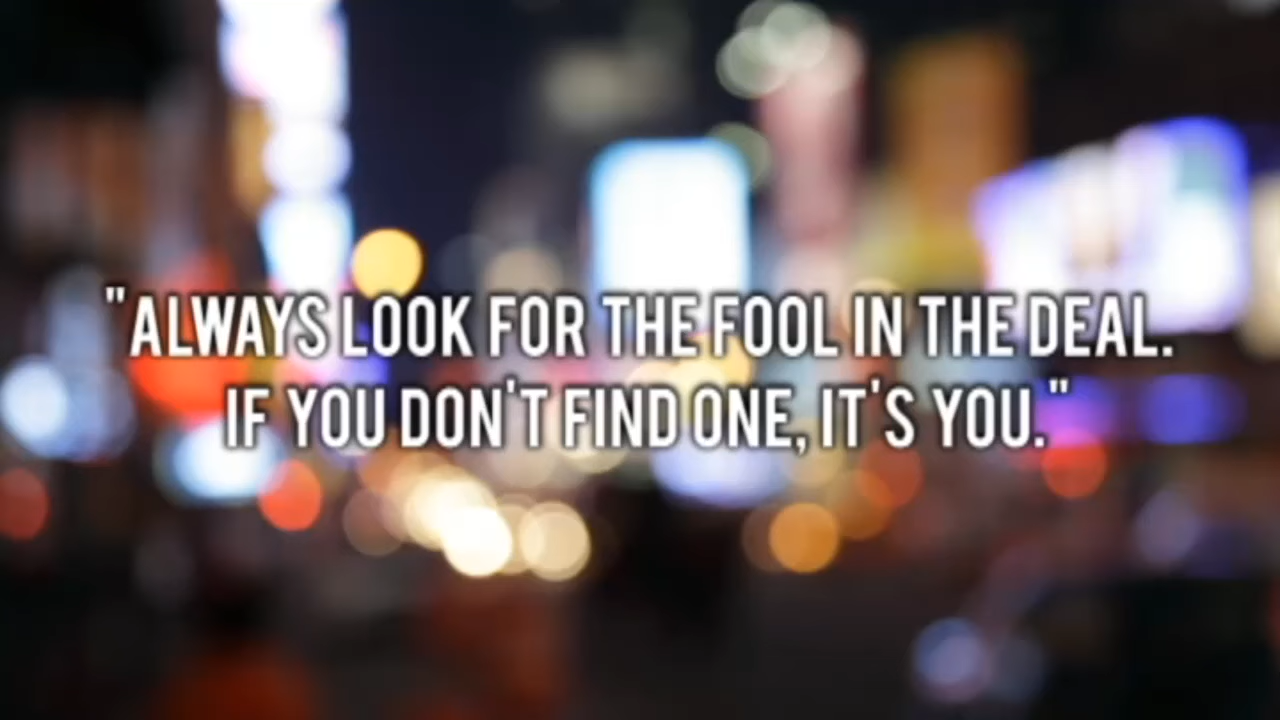 "ALWAYS LOOK FOR THE FOOL IN THE DEAL.
IF YOU DON'T FIND ONE, IT'S YOU."